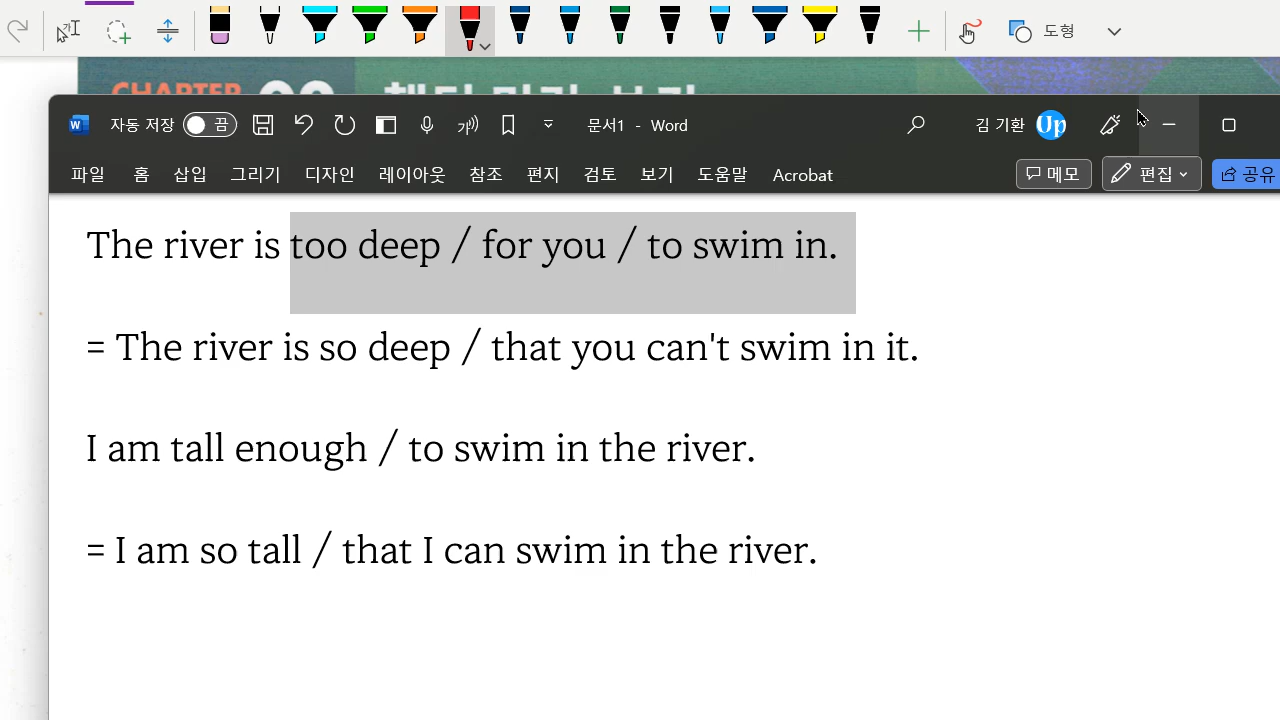 도형
CHAPTER
자동 저장 끔
가
문서1 - Word
김 기환
Up
파일 홈 삽입 그리기 디자인 레이아웃 참조 편지 검토 보기 도움말 Acrobat
메모 편집 공유
The river is too deep / for you / to swim in.
= The river is so deep / that you can't swim in it.
I am tall enough / to swim in the river.
= I am so tall / that I can swim in the river.